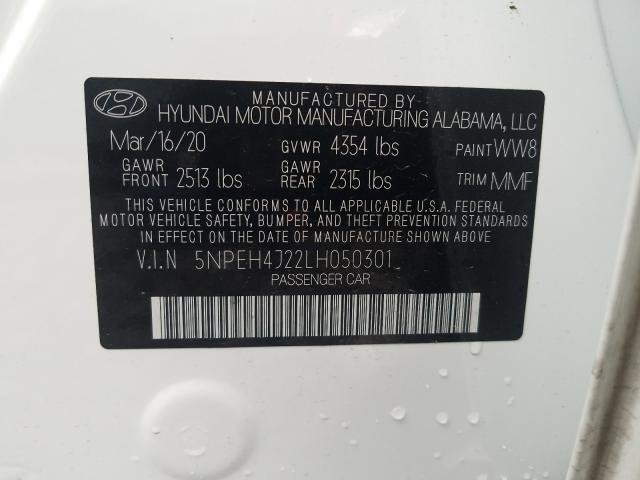 MANUFACTURED BY
HYUNDAI MOTOR MANUFACTURING ALABAMA, LLC
Mar/16/20 GVWR 4354 lbs PAINT WW8
GAWR FRONT 2513 lbs GAWR REAR 2315 lbs TRIM MMF
THIS VEHICLE CONFORMS TO ALL APPLICABLE U.S.A. FEDERAL
MOTOR VEHICLE SAFETY, BUMPER, AND THEFT PREVENTION STANDARDS
IN EFFECT ON THE DATE OF MANUFACTURE SHOWN ABOVE.
V.I.N 5NPEH4J22LH050301
PASSENGER CAR